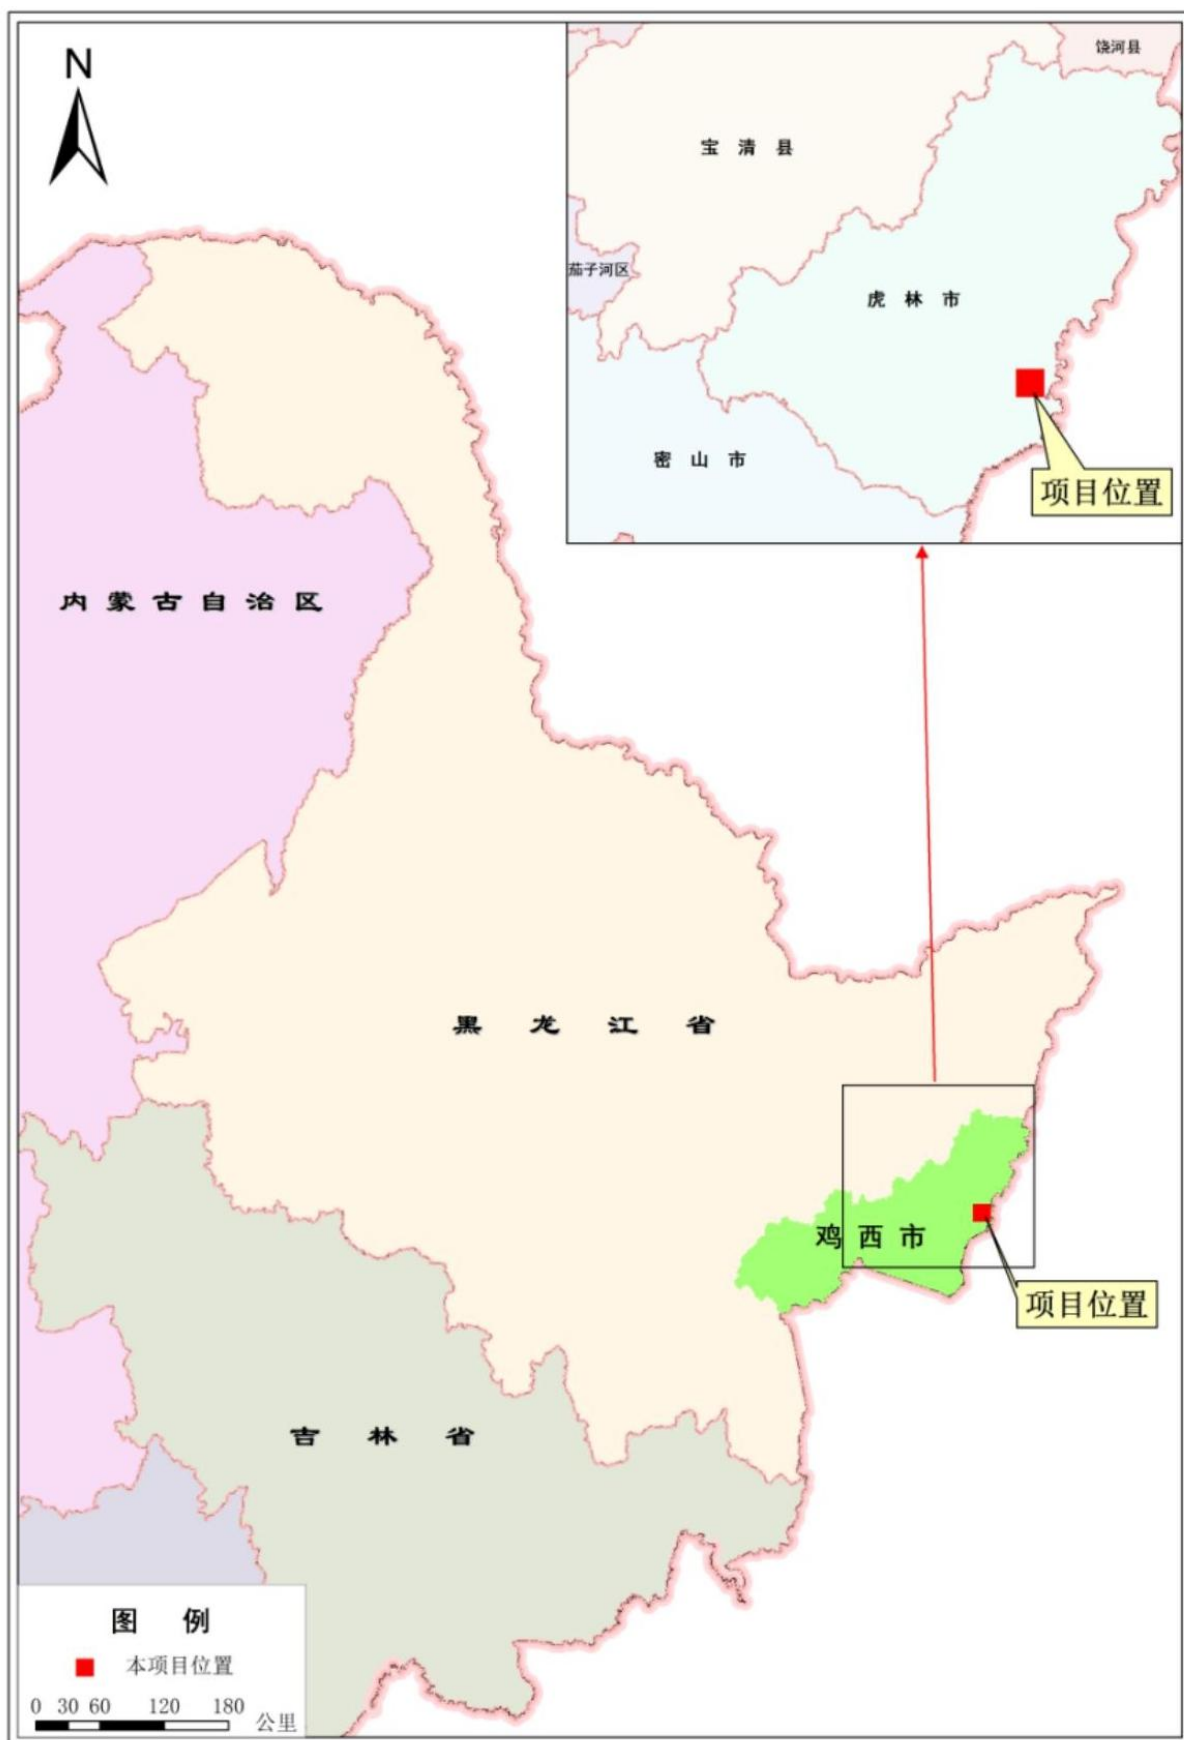 N
饶河县
宝清县
茄子河区
虎林市
密山市
项目位置
内蒙古自治区
黑龙江省
鸡西市
项目位置
吉林省
图例
本项目位置
0 30 60 120 180 公里